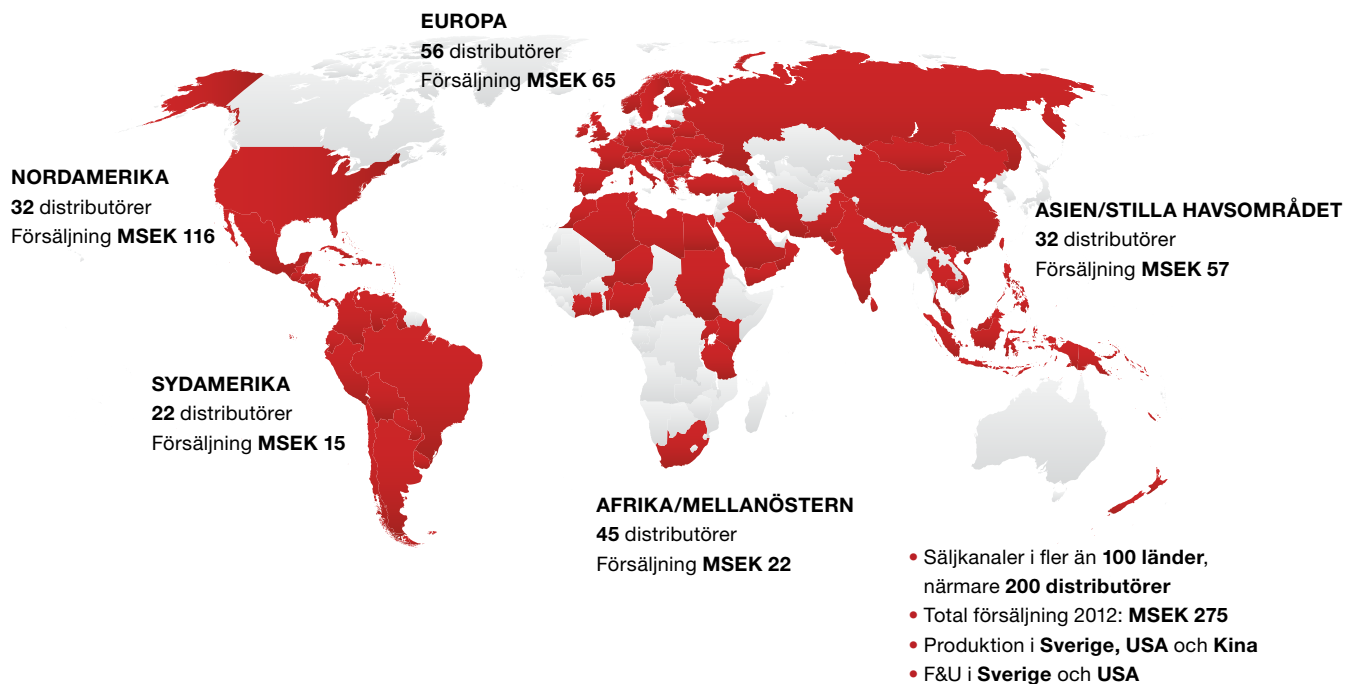 EUROPA
56 distributörer
Försäljning MSEK 65
NORDAMERIKA
32 distributörer
Försäljning MSEK 116
ASIEN/STILLA HAVSOMRÅDET
32 distributörer
Försäljning MSEK 57
SYDAMERIKA
22 distributörer
Försäljning MSEK 15
AFRIKA/MELLANÖSTERN
45 distributörer
Försäljning MSEK 22
• Säljkanaler i fler än 100 länder,
närmare 200 distributörer
• Total försäljning 2012: MSEK 275
• Produktion i Sverige, USA och Kina
• F&U i Sverige och USA